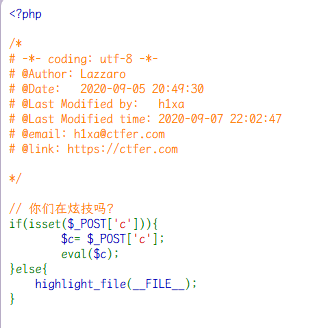 <?php
/*
# -*- coding: utf-8 -*-
# @Author: Lazzaro
# @Date:   2020-09-05 20:49:30
# @Last Modified by:   h1xa
# @Last Modified time: 2020-09-07 22:02:47
# @email: h1xa@ctfer.com
# @link: https://ctfer.com
*/
// 你们在炫技吗?
if(isset($_POST['c'])){
        $c= $_POST['c'];
        eval($c);
}else{
    highlight_file(__FILE__);
}